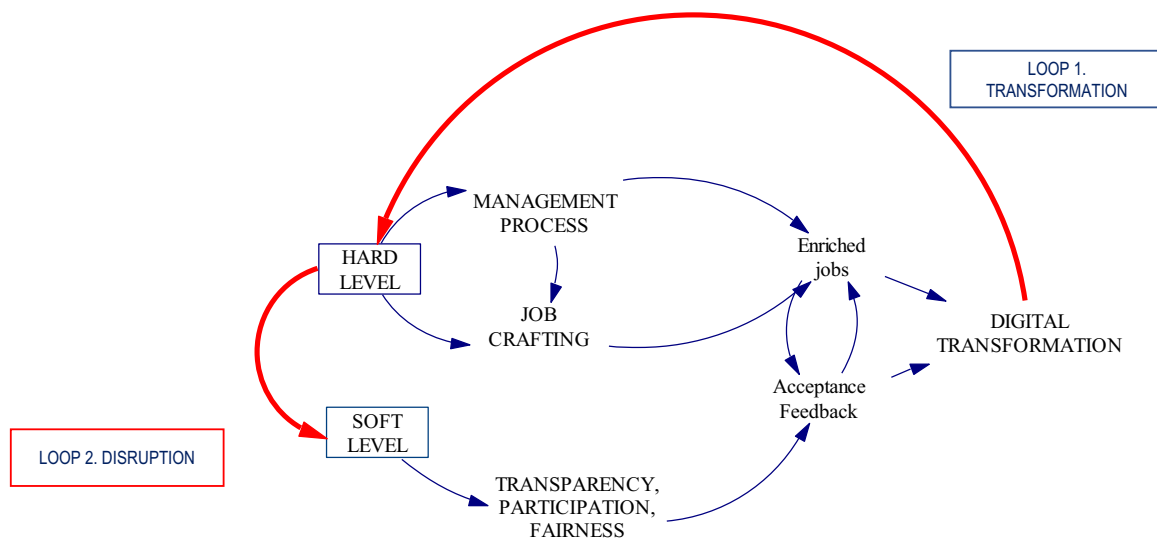 LOOP 1.
TRANSFORMATION
MANAGEMENT
PROCESS
HARD
LEVEL
Enriched
jobs
JOB
CRAFTING
DIGITAL
TRANSFORMATION
Acceptance
Feedback
SOFT
LEVEL
LOOP 2. DISRUPTION
TRANSPARENCY,
PARTICIPATION,
FAIRNESS